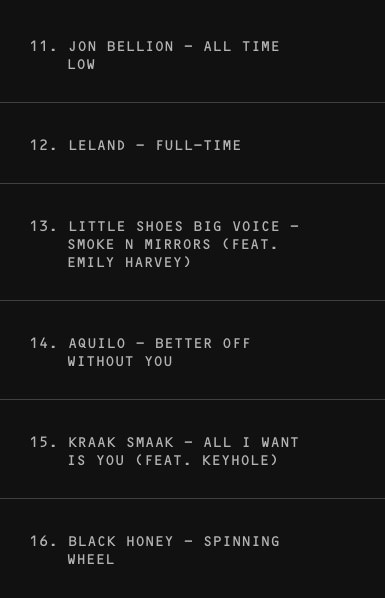 11. JON BELLION – ALL TIME
LOW
12. LELAND – FULL-TIME
13. LITTLE SHOES BIG VOICE –
SMOKE N MIRRORS (FEAT.
EMILY HARVEY)
14. AQUILO – BETTER OFF
WITHOUT YOU
15. KRAAK SMAAK – ALL I WANT
IS YOU (FEAT. KEYHOLE)
16. BLACK HONEY – SPINNING
WHEEL